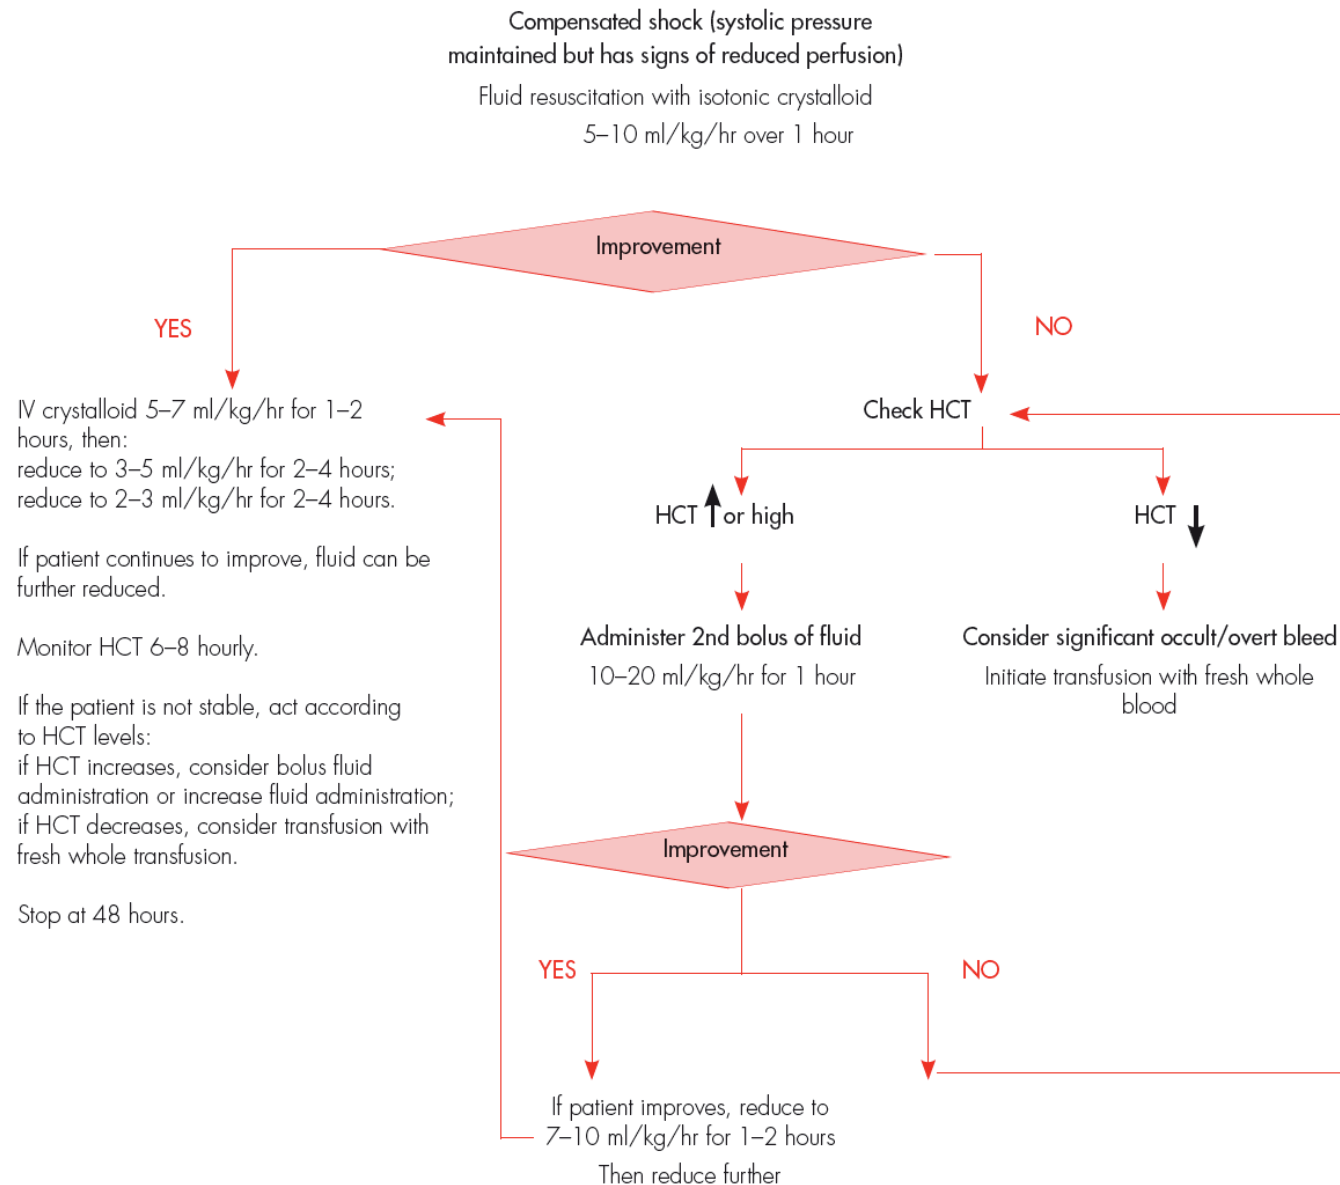 Compensated shock (systolic pressure
maintained but has signs of reduced perfusion)
Fluid resuscitation with isotonic crystalloid
5–10 ml/kg/hr over 1 hour
Improvement
YES
NO
IV crystalloid 5–7 ml/kg/hr for 1–2
hours, then:
reduce to 3–5 ml/kg/hr for 2–4 hours;
reduce to 2–3 ml/kg/hr for 2–4 hours.
If patient continues to improve, fluid can be
further reduced.
Monitor HCT 6–8 hourly.
If the patient is not stable, act according
to HCT levels:
if HCT increases, consider bolus fluid
administration or increase fluid administration;
if HCT decreases, consider transfusion with
fresh whole transfusion.
Stop at 48 hours.
Check HCT
HCT ↑ or high
HCT ↓
Administer 2nd bolus of fluid
10–20 ml/kg/hr for 1 hour
Consider significant occult/overt bleed
Initiate transfusion with fresh whole
blood
Improvement
YES
NO
If patient improves, reduce to
7–10 ml/kg/hr for 1–2 hours
Then reduce further